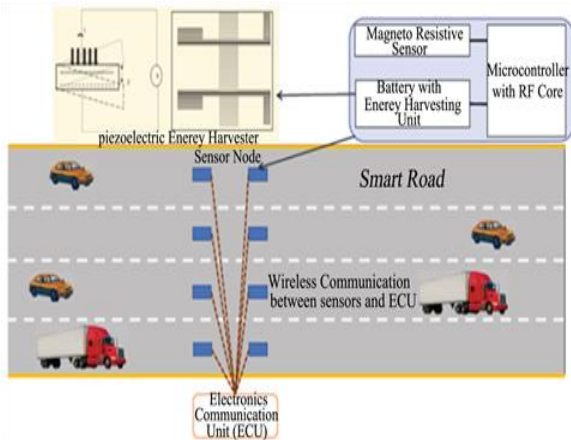 Magneto Resistive
Sensor
Battery with
Enerey Harvesting
Unit
Microcontroller
with RF Core
piezoelectric Enerey Harvester
Sensor Node
Smart Road
Wireless Communication
between sensors and ECU
Electronics
Communication
Unit (ECU)